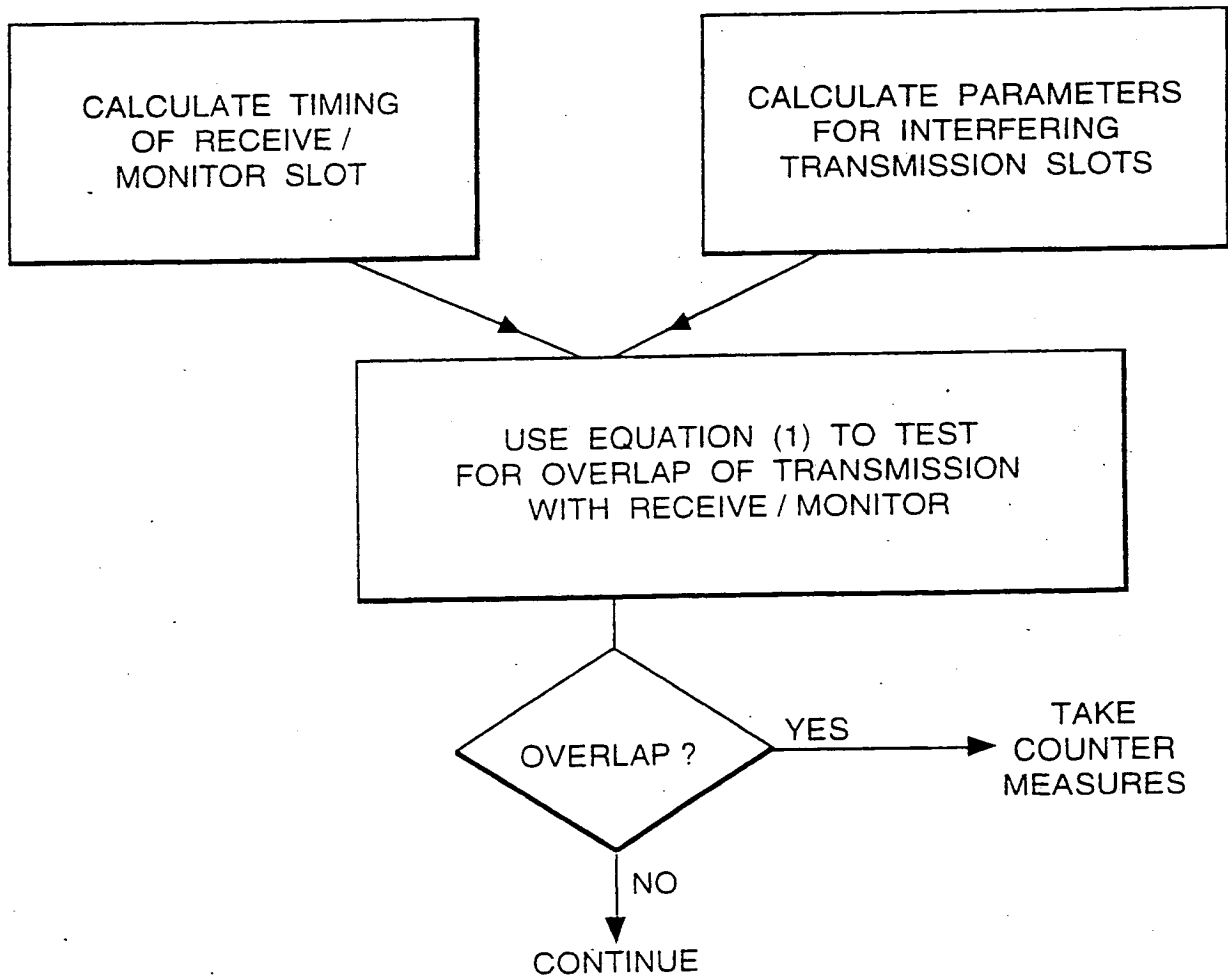 CALCULATE TIMING
OF RECEIVE /
MONITOR SLOT
CALCULATE PARAMETERS
FOR INTERFERING
TRANSMISSION SLOTS
USE EQUATION (1) TO TEST
FOR OVERLAP OF TRANSMISSION
WITH RECEIVE / MONITOR
OVERLAP ?
YES
TAKE
COUNTER
MEASURES
NO
CONTINUE